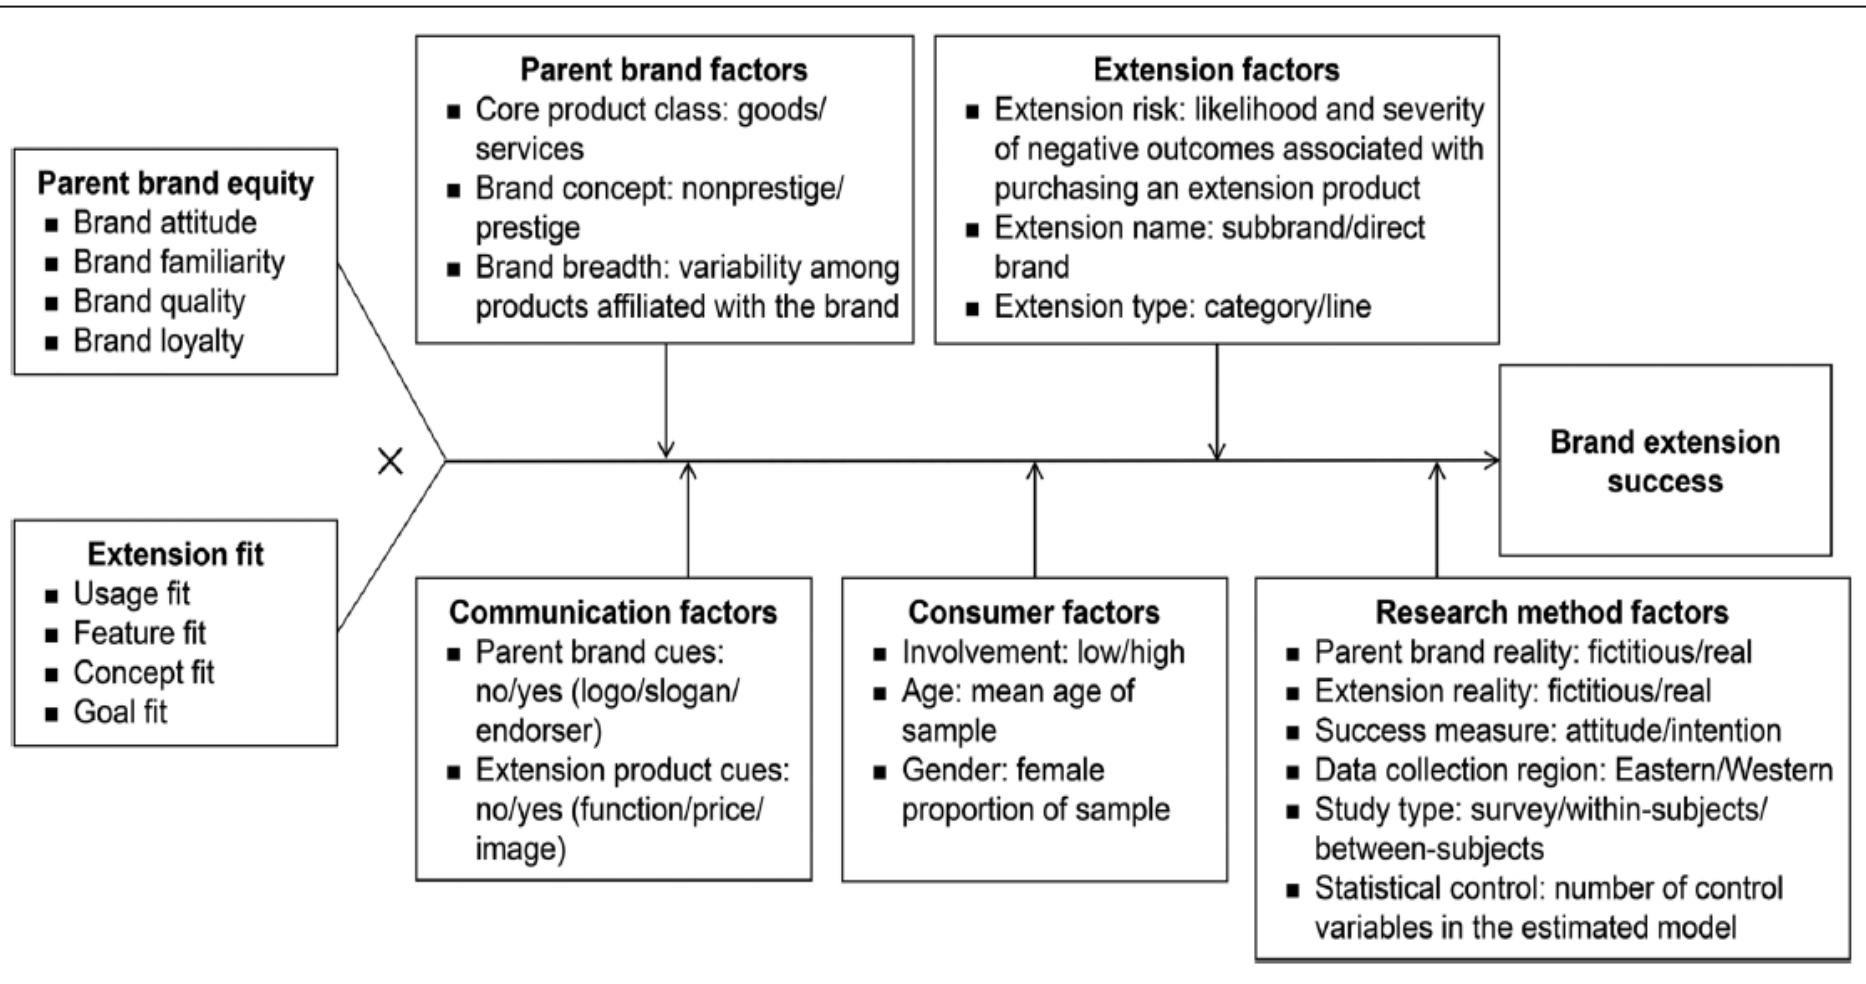 Parent brand factors
■ Core product class: goods/
services
■ Brand concept: nonprestige/
prestige
■ Brand breadth: variability among
products affiliated with the brand
Extension factors
■ Extension risk: likelihood and severity
of negative outcomes associated with
purchasing an extension product
■ Extension name: subbrand/direct
brand
■ Extension type: category/line
Parent brand equity
■ Brand attitude
■ Brand familiarity
■ Brand quality
■ Brand loyalty
×
Extension fit
■ Usage fit
■ Feature fit
■ Concept fit
■ Goal fit
Brand extension
success
Communication factors
■ Parent brand cues:
no/yes (logo/slogan/
endorser)
■ Extension product cues:
no/yes (function/price/
image)
Consumer factors
■ Involvement: low/high
■ Age: mean age of
sample
■ Gender: female
proportion of sample
Research method factors
■ Parent brand reality: fictitious/real
■ Extension reality: fictitious/real
■ Success measure: attitude/intention
■ Data collection region: Eastern/Western
■ Study type: survey/within-subjects/
between-subjects
■ Statistical control: number of control
variables in the estimated model